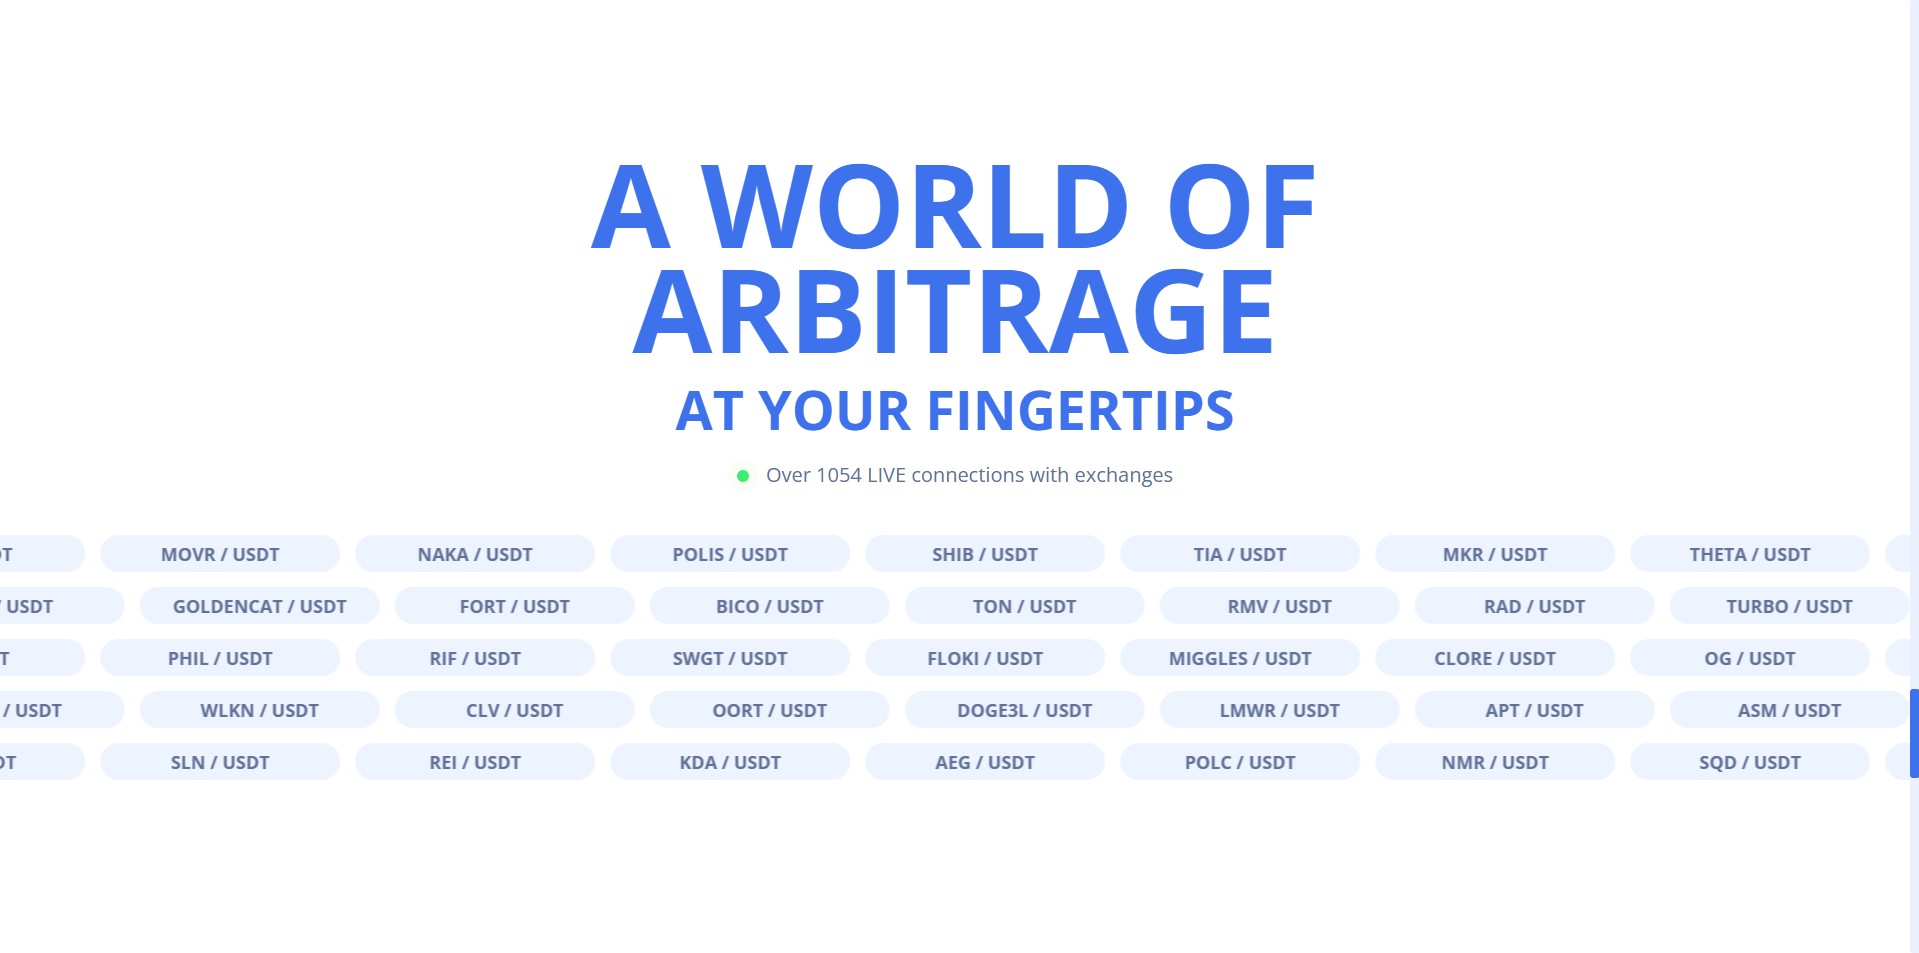 A WORLD OF
ARBITRAGE
AT YOUR FINGERTIPS
Over 1054 LIVE connections with exchanges
MOVR / USDT NAKA / USDT POLIS / USDT SHIB / USDT TIA / USDT MKR / USDT THETA / USDT
/ USDT GOLDENCAT / USDT FORT / USDT BICO / USDT TON / USDT RMV / USDT RAD / USDT TURBO / USDT
PHIL / USDT RIF / USDT SWGT / USDT FLOKI / USDT MIGGLES / USDT CLORE / USDT OG / USDT
/ USDT WLKN / USDT CLV / USDT OORT / USDT DOGE3L / USDT LMWR / USDT APT / USDT ASM / USDT
SLN / USDT REI / USDT KDA / USDT AEG / USDT POLC / USDT NMR / USDT SQD / USDT